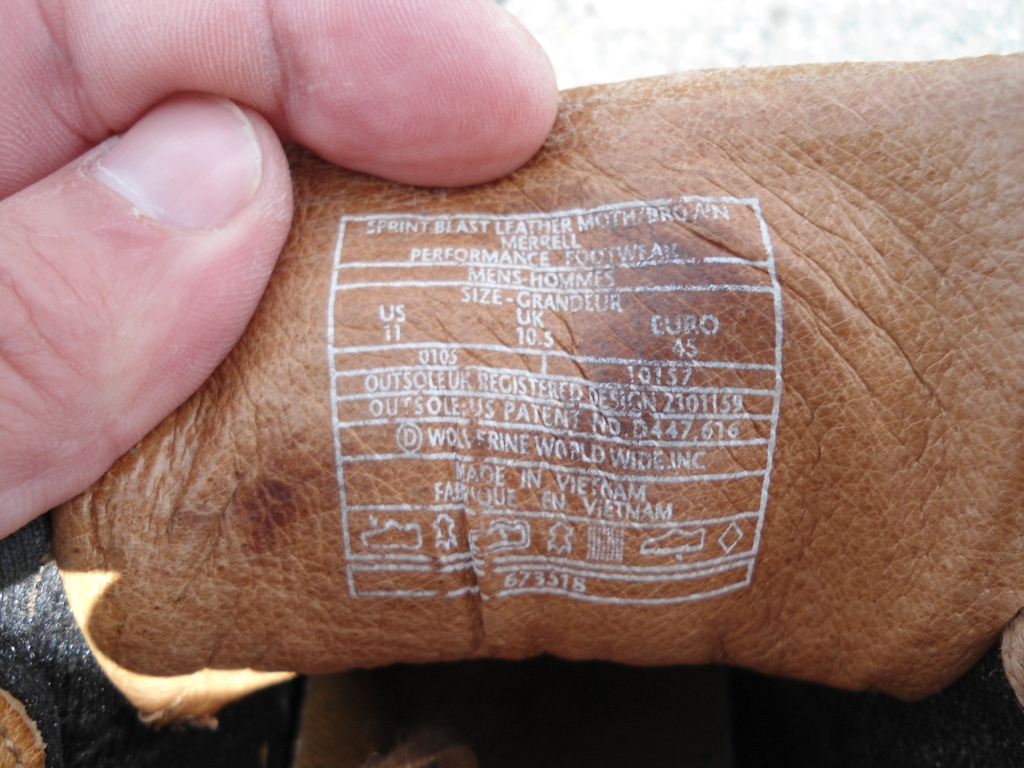 SPRINT BLAST LEATHER MOTH/BROWN
MERRELL
PERFORMANCE FOOTWEAR
MENS-HOMMES
SIZE-GRANDEUR
US UK EURO
11 10.5 45
0105 10157
OUTSOLE:UK REGISTERED DESIGN 2101159
OUTSOLE:US PATENT NO. D447,616
Ⓓ WOLVERINE WORLD WIDE.INC
MADE IN VIETNAM
FABRIQUE EN VIETNAM
673518